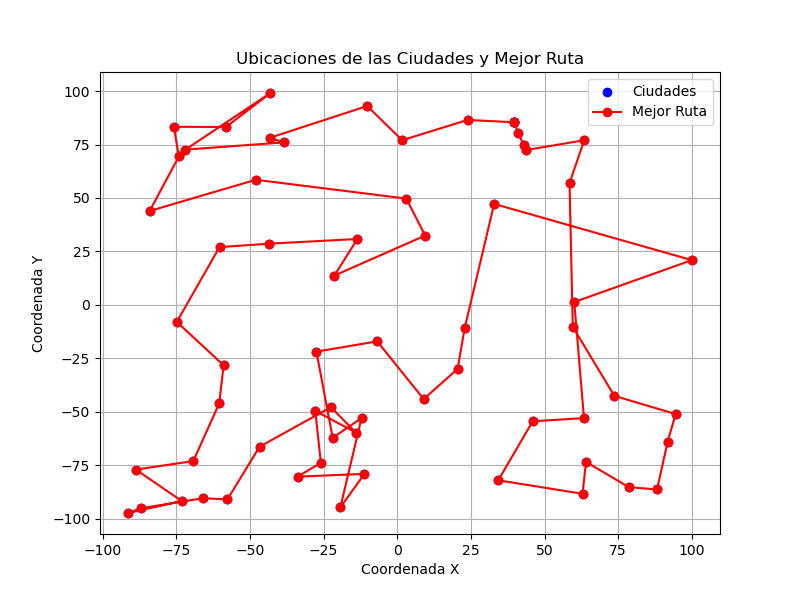 Ubicaciones de las Ciudades y Mejor Ruta
Ciudades
Mejor Ruta
Coordenada Y
100
75
50
25
0
−25
−50
−75
−100
−100 −75 −50 −25 0 25 50 75 100
Coordenada X